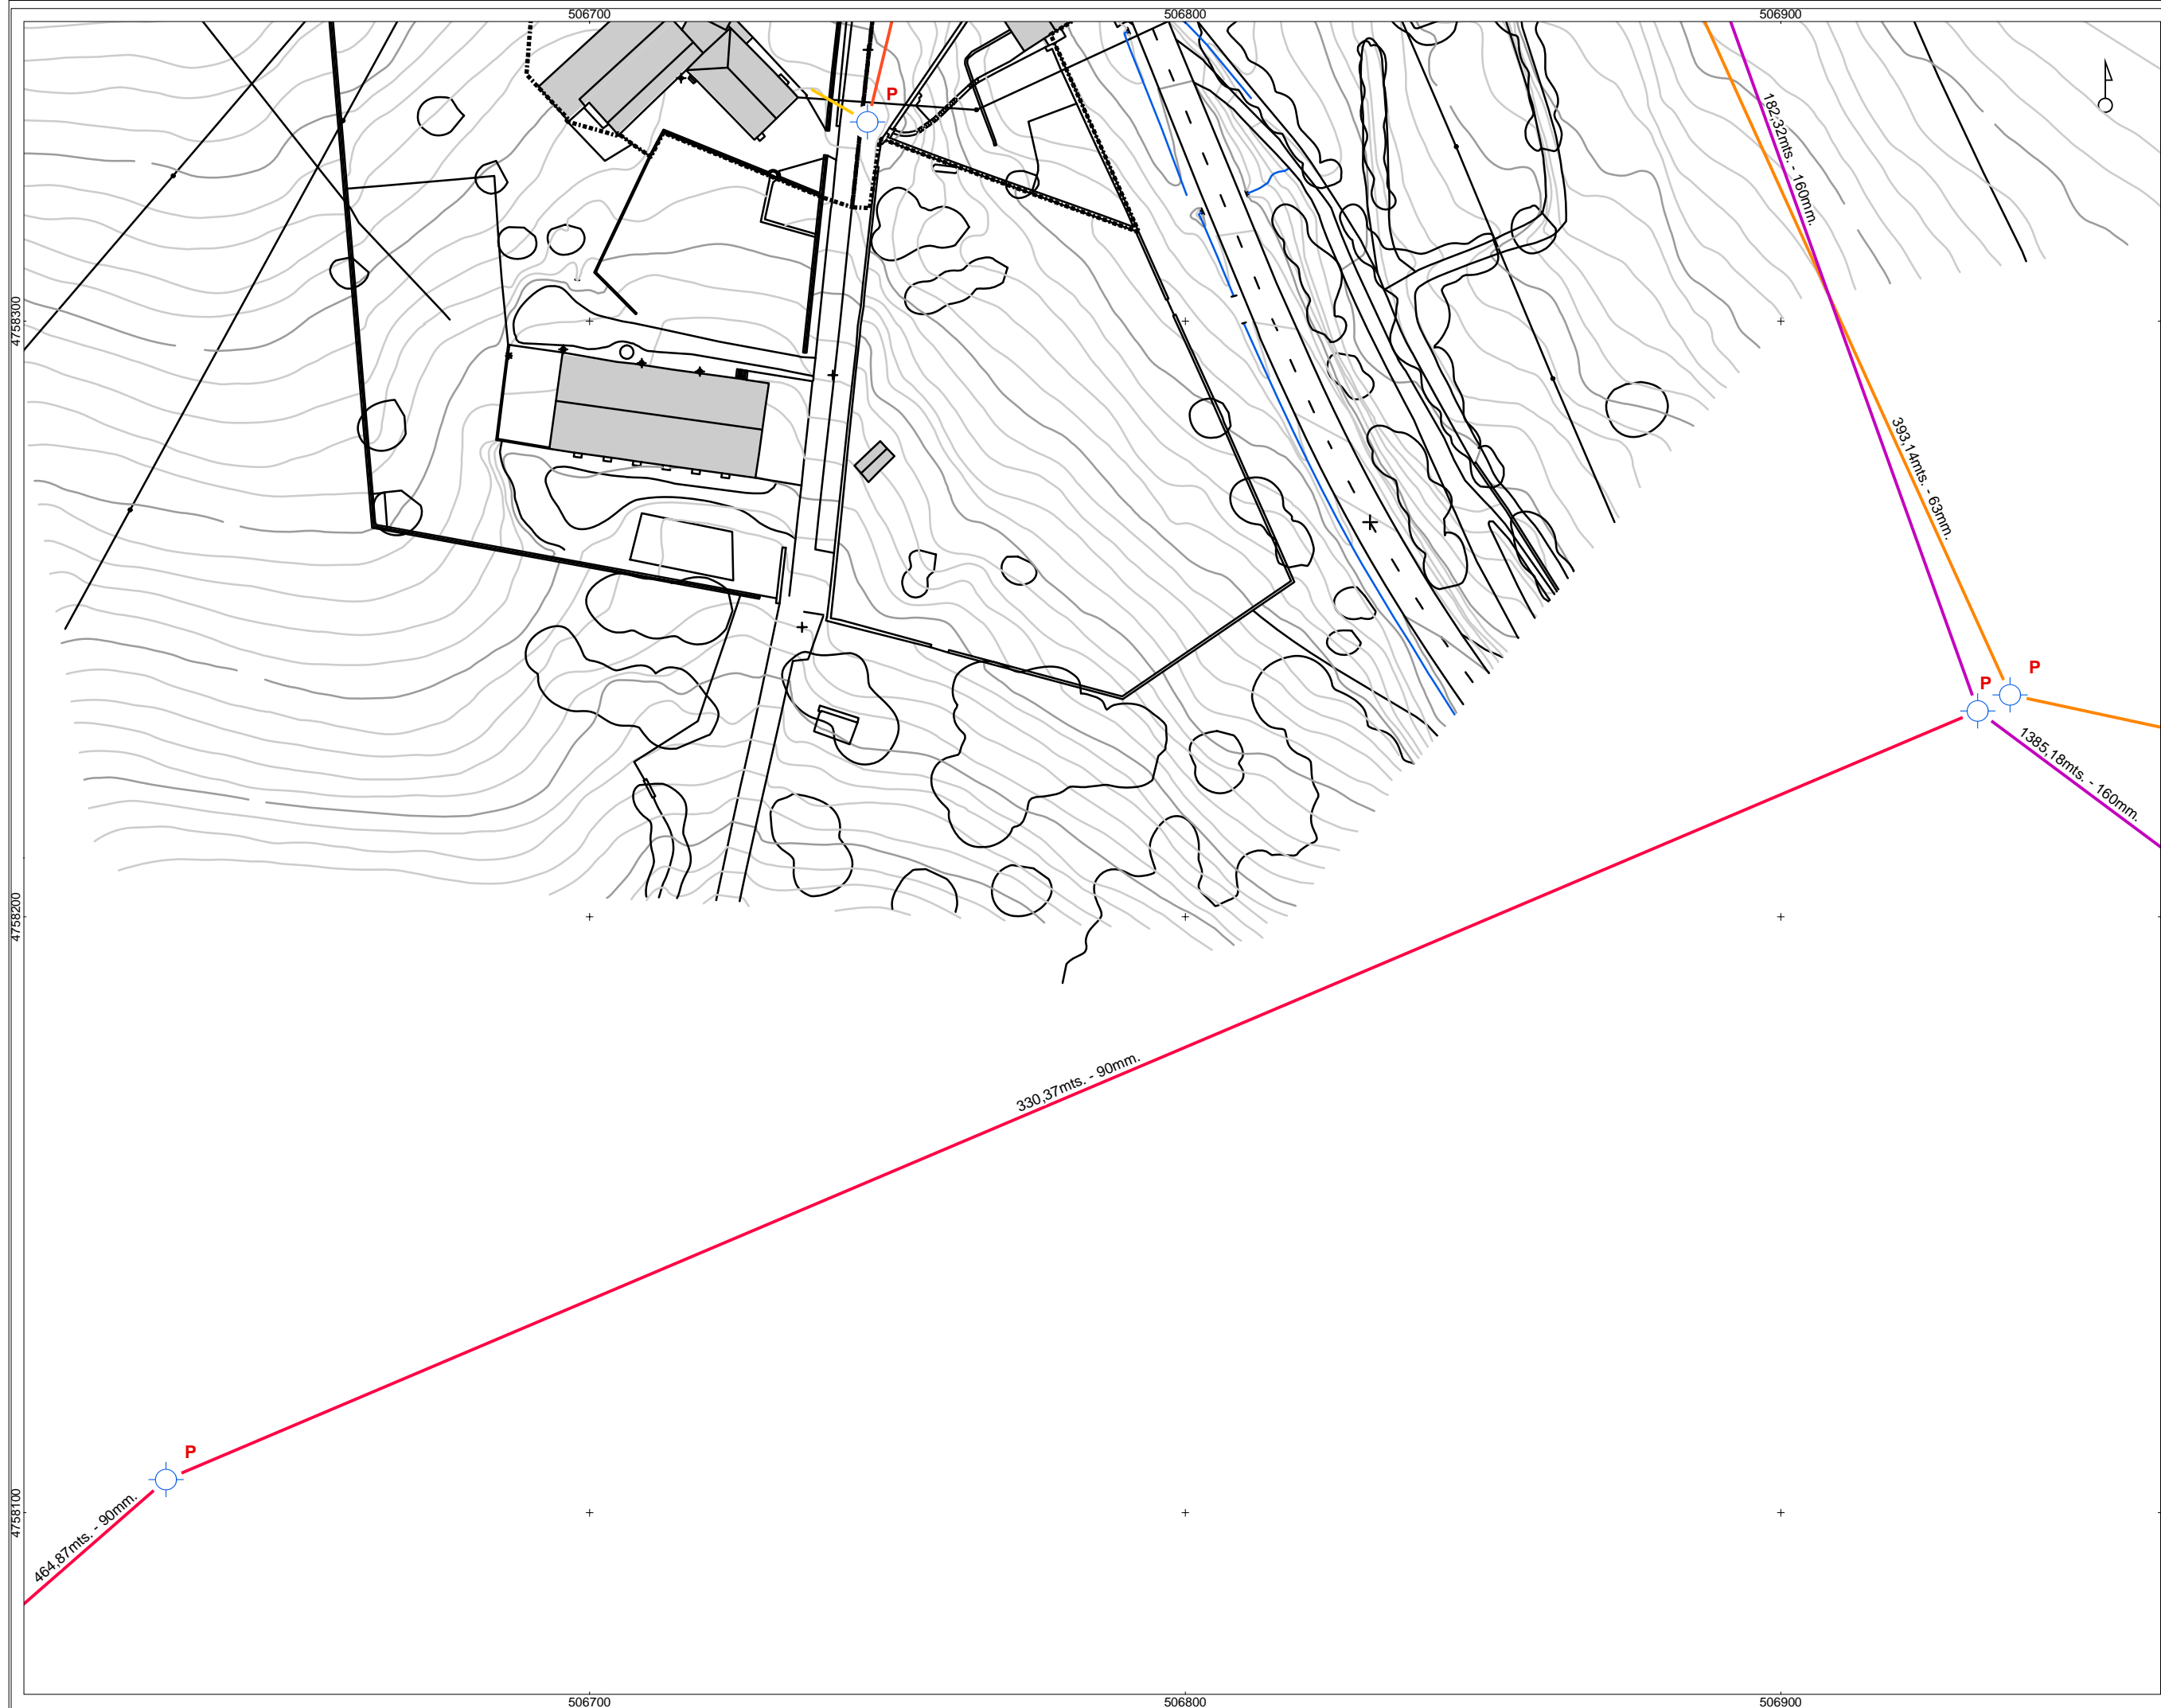 506700
506800
506900
P
182,32mts. - 160mm.
4758300
393,14mts. - 63mm.
P
P
1385,18mts. - 160mm.
4758200
330,37mts. - 90mm.
P
4758100
464,87mts. - 90mm.
506700
506800
506900